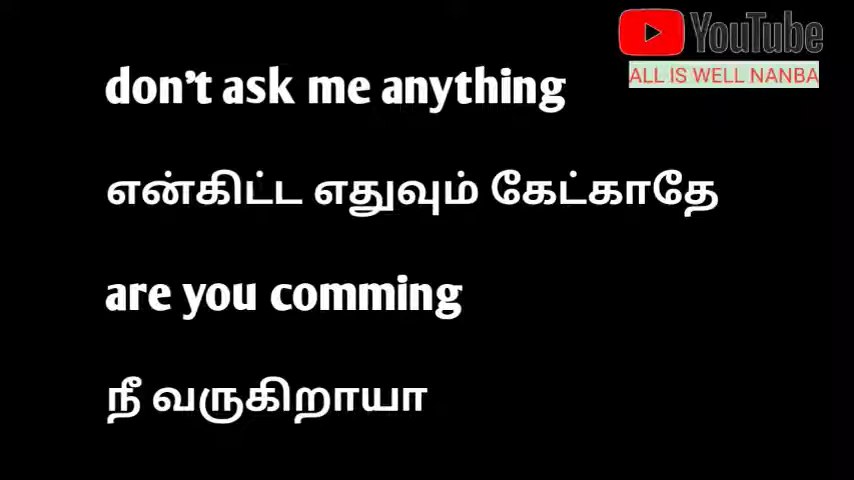 YouTube
ALL IS WELL NANBA
don't ask me anything
என்கிட்ட எதுவும் கேட்காதே
are you comming
நீ வருகிறாயா